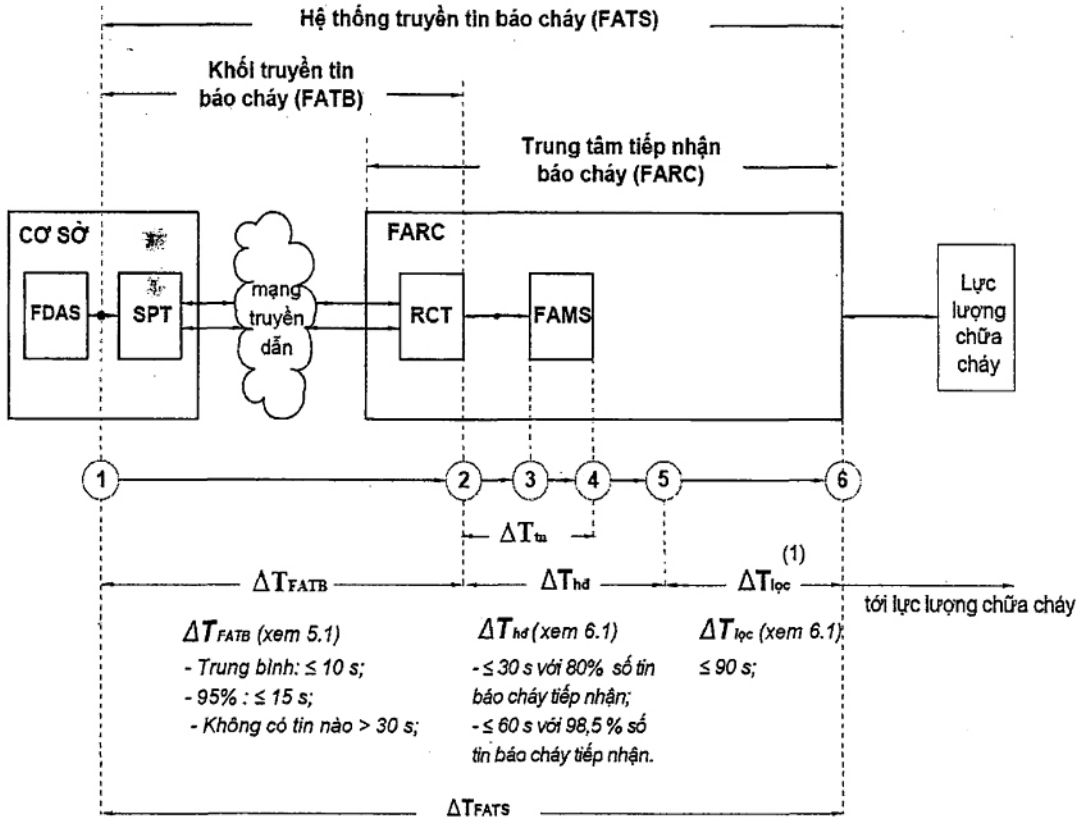 Hệ thống truyền tin báo cháy (FATS)
Khối truyền tin
báo cháy (FATB)
Trung tâm tiếp nhận
báo cháy (FARC)
CƠ SỞ
FARC
FDAS
SPT
mạng
truyền
dẫn
RCT
FAMS
Lực
lượng
chữa
cháy
1
2
3
4
5
6
ΔTtn
(1)
ΔTFATB
ΔThđ
ΔTlọc
tới lực lượng chữa cháy
ΔTFATB (xem 5.1)
- Trung bình: ≤ 10 s;
- 95% : ≤ 15 s;
- Không có tin nào > 30 s;
ΔThđ (xem 6.1)
- ≤ 30 s với 80% số tin
báo cháy tiếp nhận;
- ≤ 60 s với 98,5 % số
tin báo cháy tiếp nhận.
ΔTlọc (xem 6.1)
≤ 90 s;
ΔTFATS